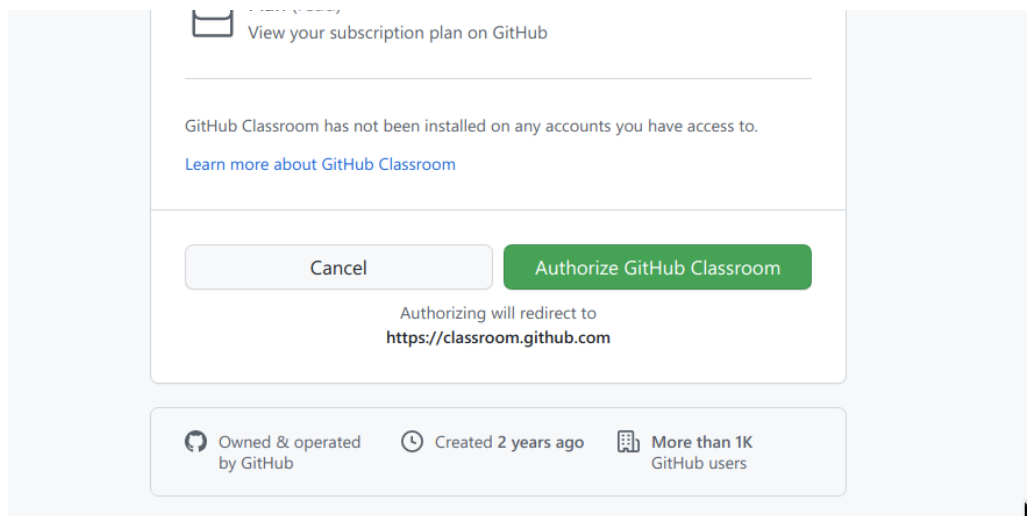 View your subscription plan on GitHub
GitHub Classroom has not been installed on any accounts you have access to.
Learn more about GitHub Classroom
Cancel
Authorize GitHub Classroom
Authorizing will redirect to
https://classroom.github.com
Owned & operated
by GitHub
Created 2 years ago
More than 1K
GitHub users